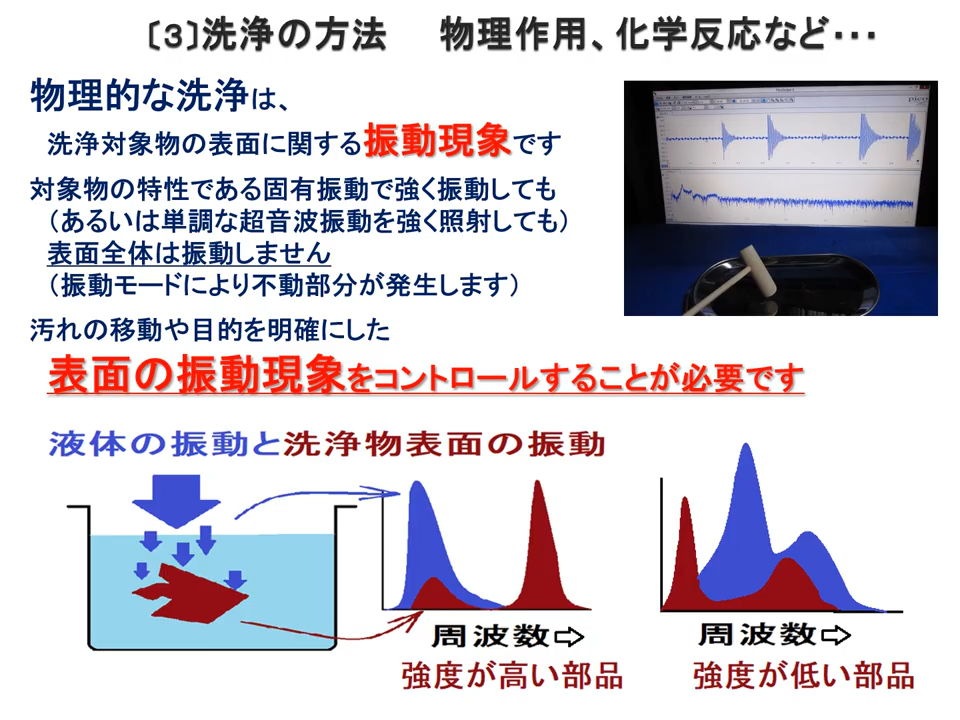 〔３〕洗浄の方法　物理作用、化学反応など・・・
物理的な洗浄は、
洗浄対象物の表面に関する振動現象です
対象物の特性である固有振動で強く振動しても
（あるいは単調な超音波振動を強く照射しても）
表面全体は振動しません
（振動モードにより不動部分が発生します）
汚れの移動や目的を明確にした
表面の振動現象をコントロールすることが必要です
pico
液体の振動と洗浄物表面の振動
周波数⇨
強度が高い部品
周波数⇨
強度が低い部品